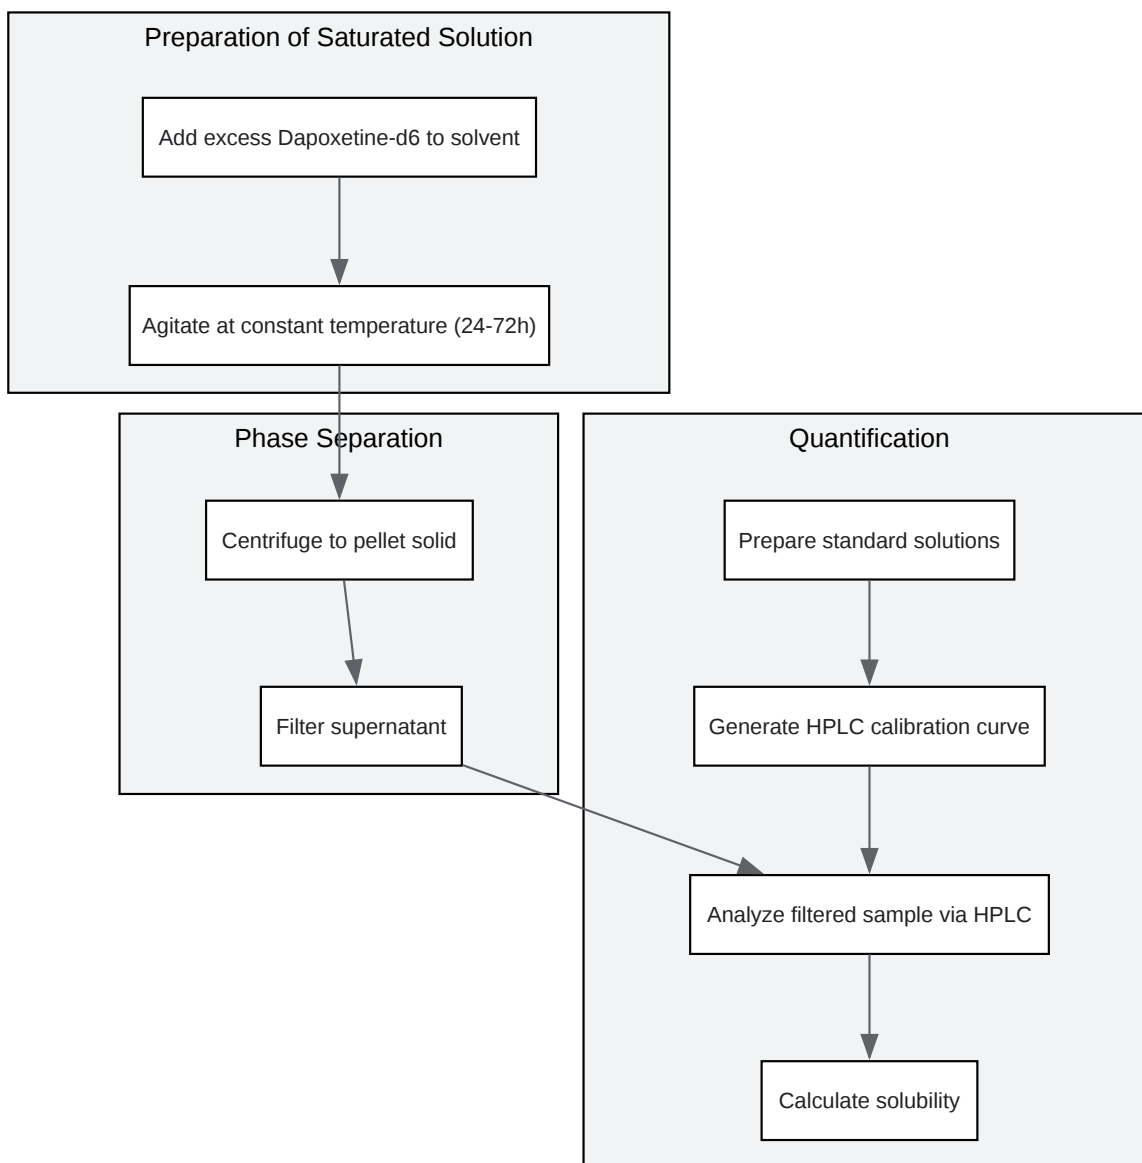 Preparation of Saturated Solution
Add excess Dapoxetine-d6 to solvent
Agitate at constant temperature (24-72h)
Phase Separation
Centrifuge to pellet solid
Filter supernatant
Quantification
Prepare standard solutions
Generate HPLC calibration curve
Analyze filtered sample via HPLC
Calculate solubility